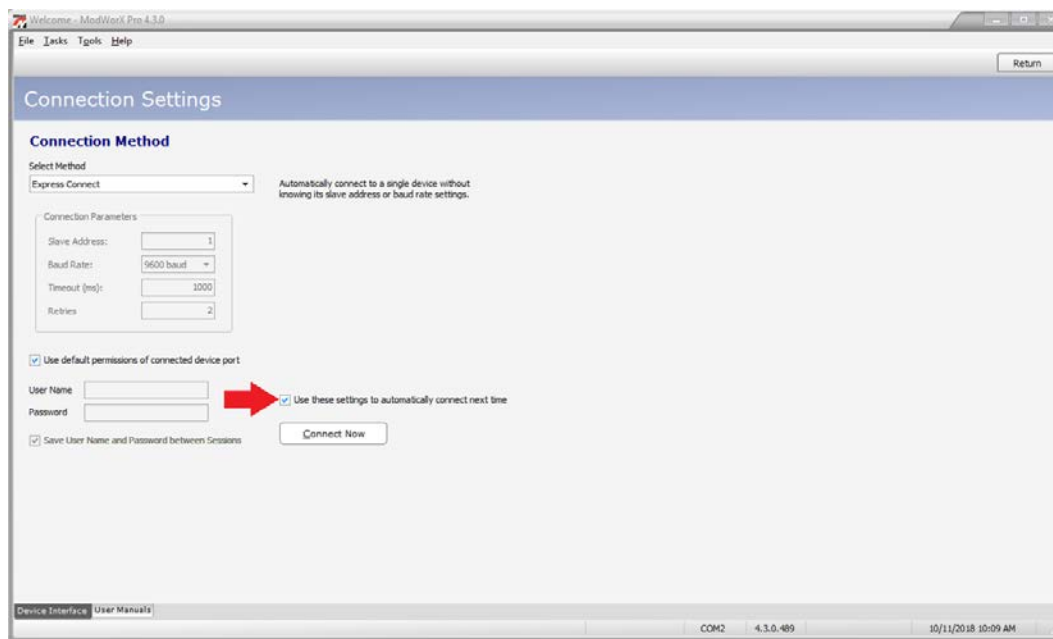 Welcome - ModWorX Pro 4.3.0
File Tasks Tools Help
Return
Connection Settings
Connection Method
Select Method
Express Connect
Automatically connect to a single device without
knowing its slave address or baud rate settings.
Connection Parameters
Slave Address: 1
Baud Rate: 9600 baud
Timeout (ms): 1000
Retries 2
Use default permissions of connected device port
User Name
Password
Use these settings to automatically connect next time
Save User Name and Password between Sessions
Connect Now
Device Interface User Manuals
COM2 4.3.0.489 10/11/2018 10:09 AM